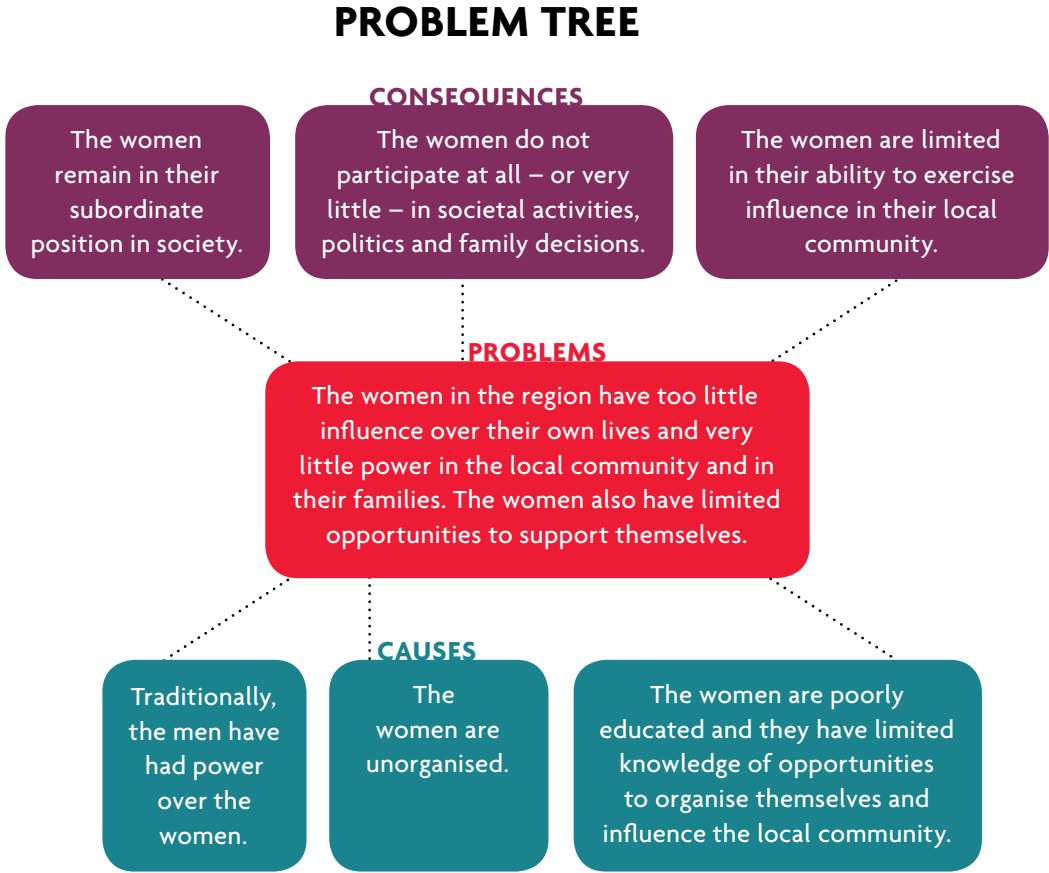 PROBLEM TREE
CONSEQUENCES
The women
remain in their
subordinate
position in society.
The women do not
participate at all – or very
little – in societal activities,
politics and family decisions.
The women are limited
in their ability to exercise
influence in their local
community.
PROBLEMS
The women in the region have too little
influence over their own lives and very
little power in the local community and in
their families. The women also have limited
opportunities to support themselves.
CAUSES
Traditionally,
the men have
had power
over the
women.
The
women are
unorganised.
The women are poorly
educated and they have limited
knowledge of opportunities
to organise themselves and
influence the local community.